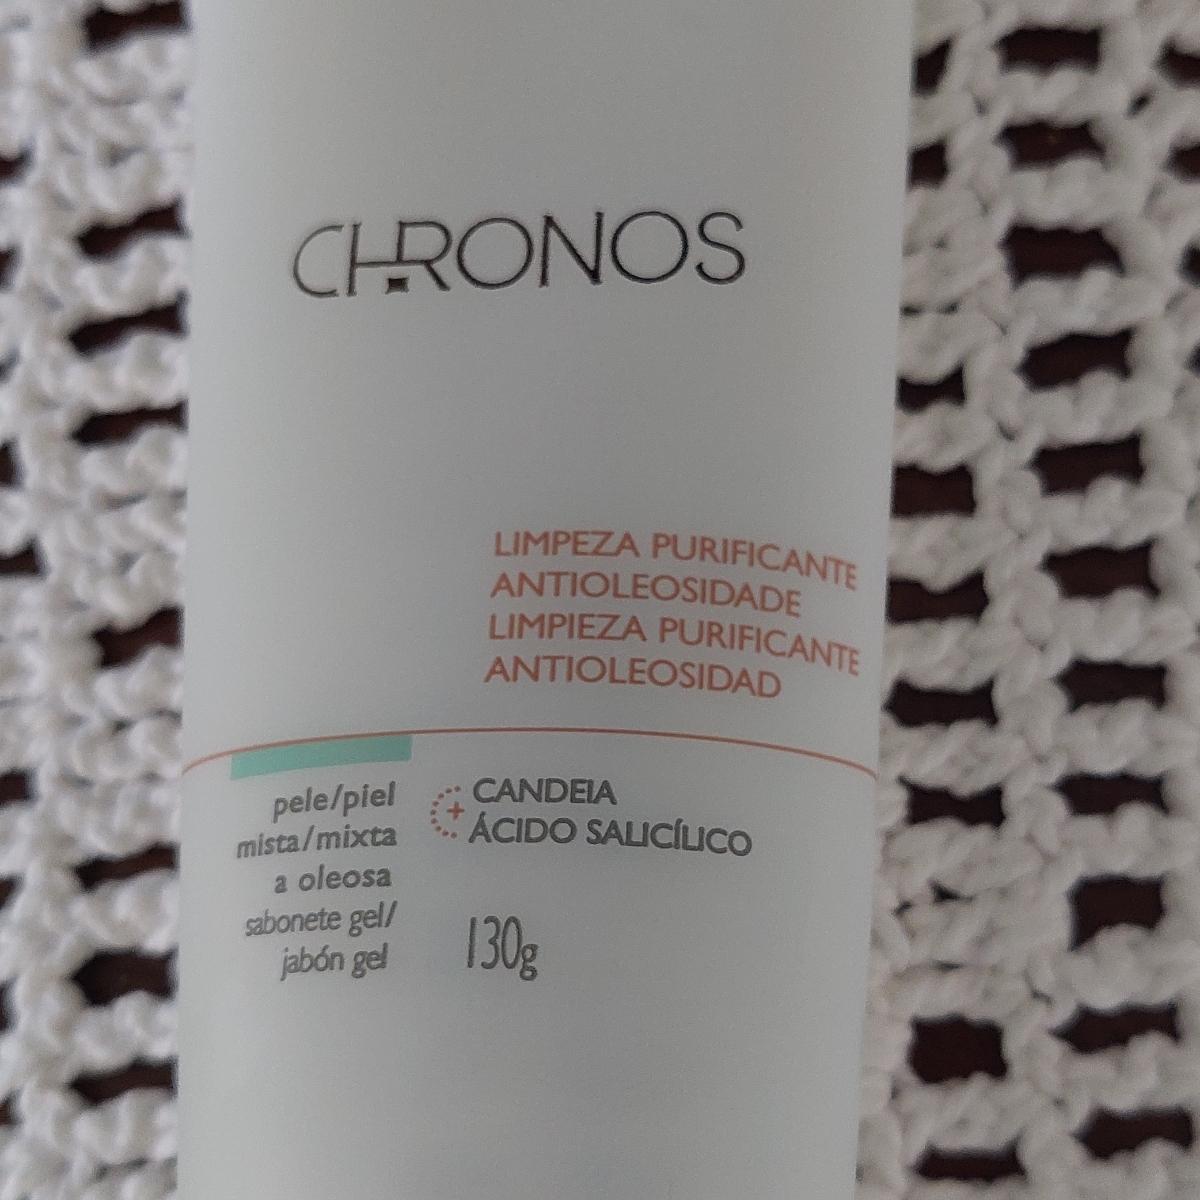 CHRONOS
LIMPEZA PURIFICANTE
ANTIOLEOSIDADE
LIMPIEZA PURIFICANTE
ANTIOLEOSIDAD
pele/piel
mista/mixta
a oleosa
sabonete gel/
jabón gel
CANDEIA
+ ÁCIDO SALICÍLICO
130g